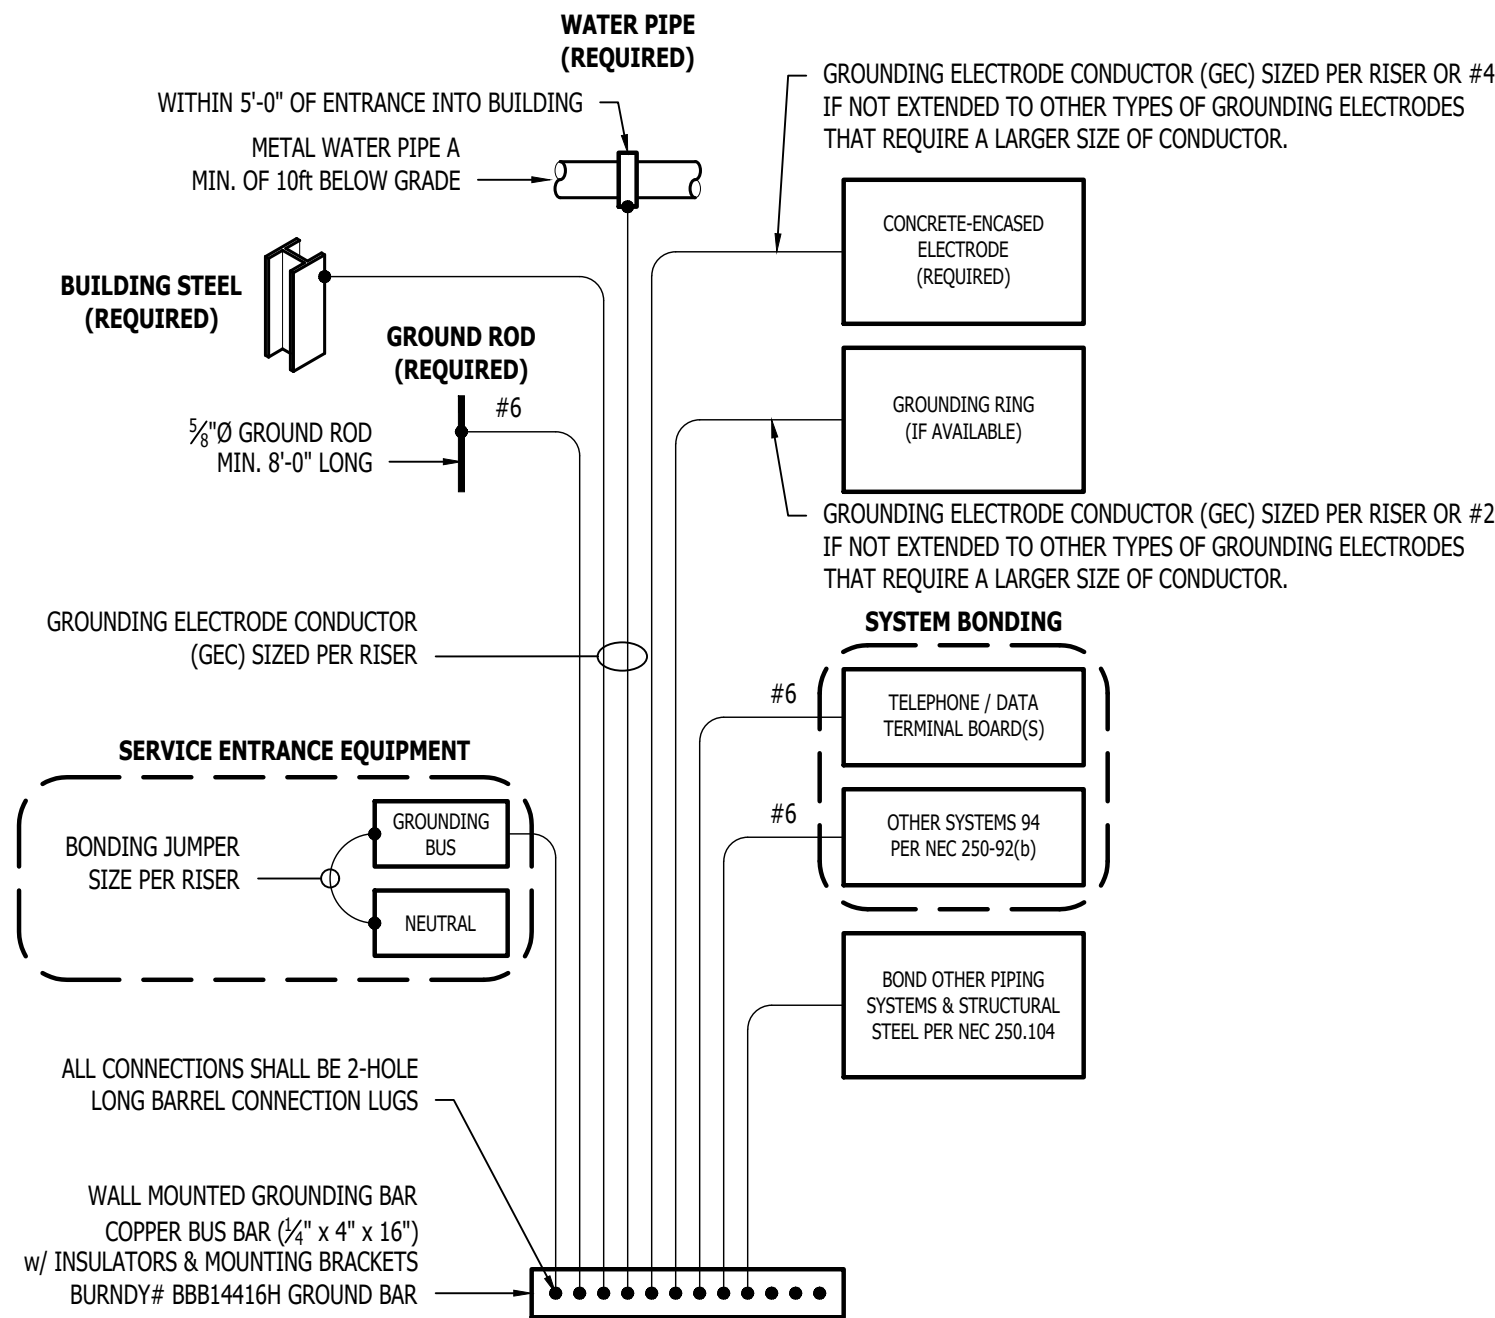 WATER PIPE
(REQUIRED)
WITHIN 5'-0" OF ENTRANCE INTO BUILDING
METAL WATER PIPE A
MIN. OF 10ft BELOW GRADE
GROUNDING ELECTRODE CONDUCTOR (GEC) SIZED PER RISER OR #4
IF NOT EXTENDED TO OTHER TYPES OF GROUNDING ELECTRODES
THAT REQUIRE A LARGER SIZE OF CONDUCTOR.
CONCRETE-ENCASED
ELECTRODE
(REQUIRED)
BUILDING STEEL
(REQUIRED)
GROUND ROD
(REQUIRED)
#6
⅝"Ø GROUND ROD
MIN. 8'-0" LONG
GROUNDING RING
(IF AVAILABLE)
GROUNDING ELECTRODE CONDUCTOR (GEC) SIZED PER RISER OR #2
IF NOT EXTENDED TO OTHER TYPES OF GROUNDING ELECTRODES
THAT REQUIRE A LARGER SIZE OF CONDUCTOR.
GROUNDING ELECTRODE CONDUCTOR
(GEC) SIZED PER RISER
SYSTEM BONDING
#6
TELEPHONE / DATA
TERMINAL BOARD(S)
#6
OTHER SYSTEMS 94
PER NEC 250-92(b)
SERVICE ENTRANCE EQUIPMENT
GROUNDING
BUS
BONDING JUMPER
SIZE PER RISER
NEUTRAL
BOND OTHER PIPING
SYSTEMS & STRUCTURAL
STEEL PER NEC 250.104
ALL CONNECTIONS SHALL BE 2-HOLE
LONG BARREL CONNECTION LUGS
WALL MOUNTED GROUNDING BAR
COPPER BUS BAR (¼" x 4" x 16")
w/ INSULATORS & MOUNTING BRACKETS
BURNDY# BBB14416H GROUND BAR